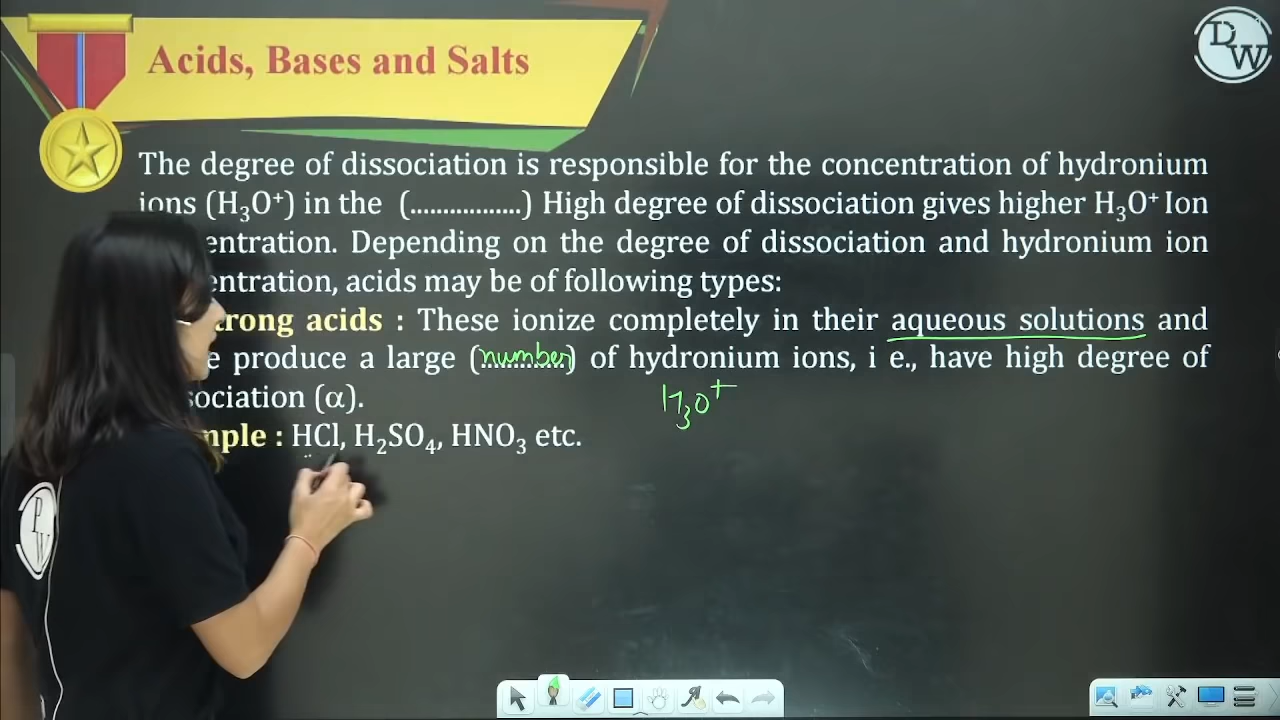 Acids, Bases and Salts
PW
The degree of dissociation is responsible for the concentration of hydronium
ions (H₃O⁺) in the (.................) High degree of dissociation gives higher H₃O⁺ Ion
entration. Depending on the degree of dissociation and hydronium ion
entration, acids may be of following types:
trong acids : These ionize completely in their aqueous solutions and
e produce a large (number) of hydronium ions, i e., have high degree of
sociation (α).
H₃O⁺
mple : HCl, H₂SO₄, HNO₃ etc.
PW